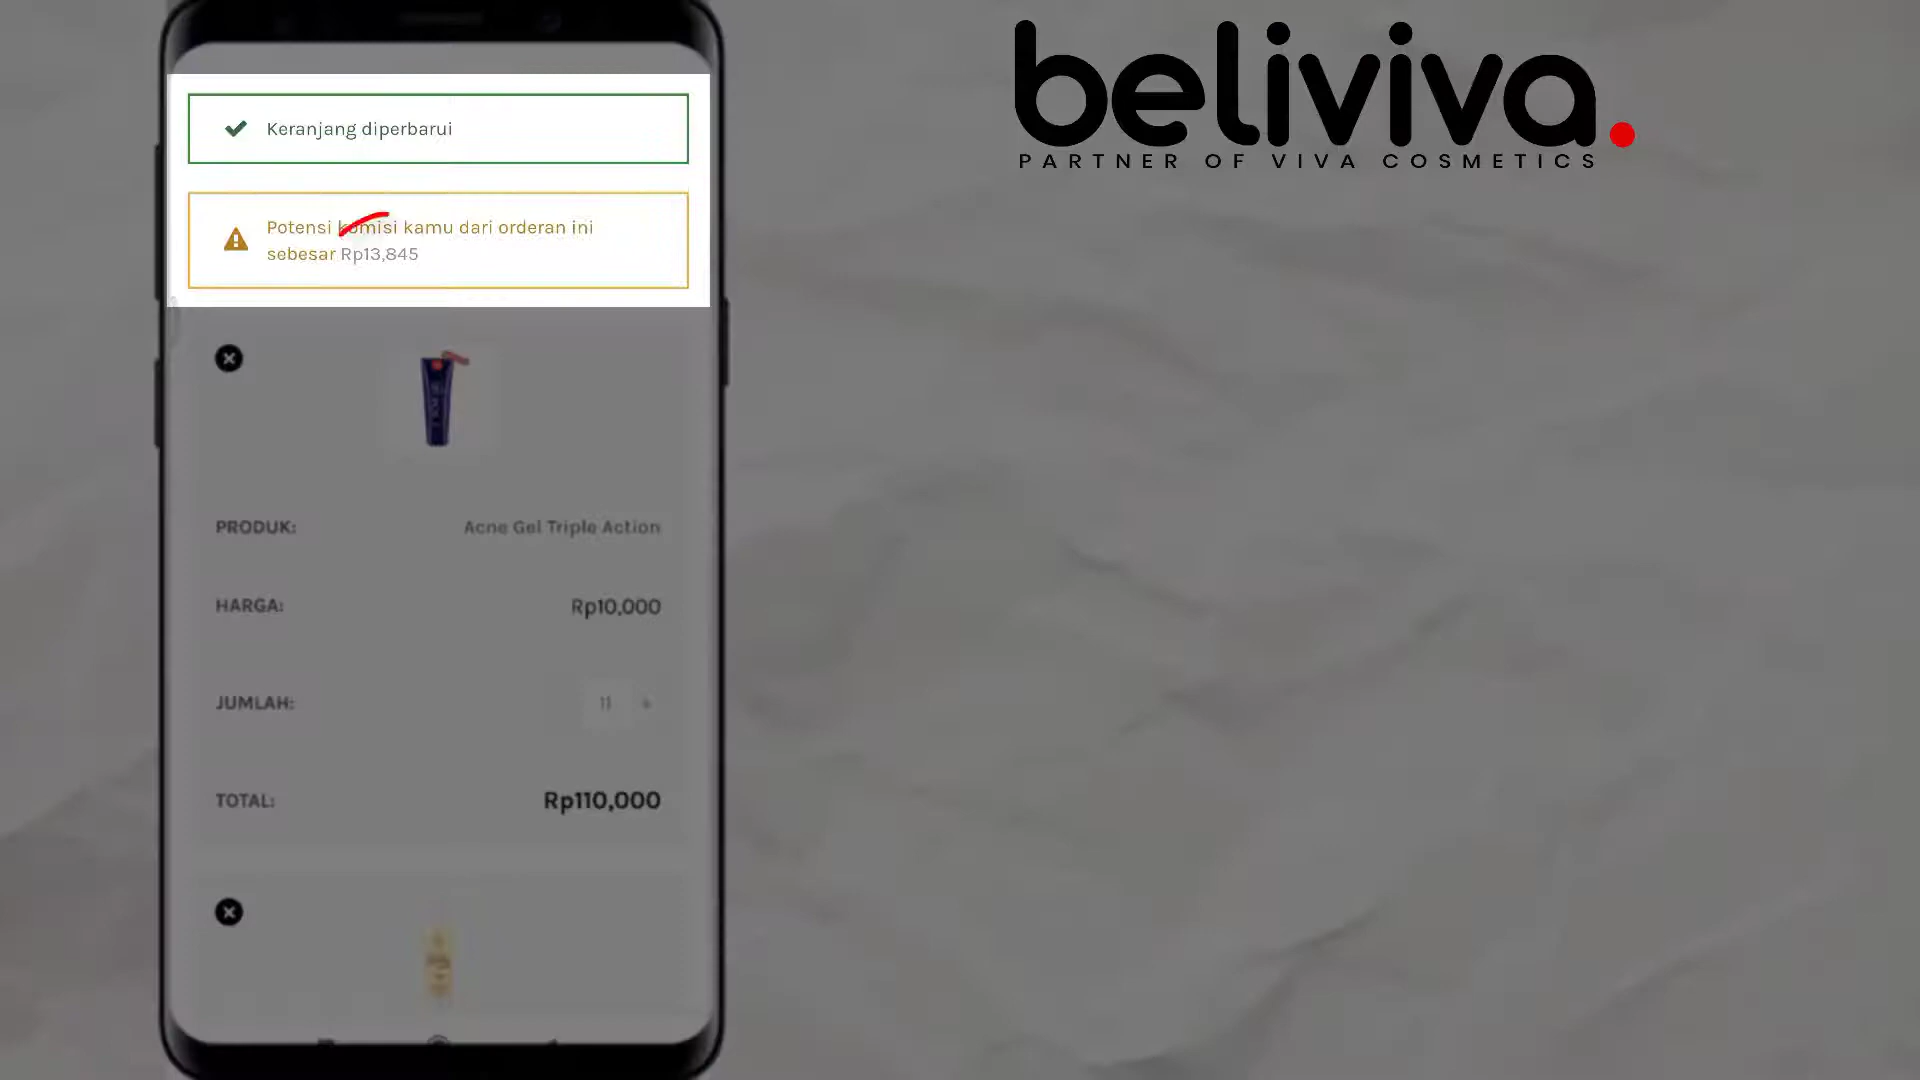 beliviva.
PARTNER OF VIVA COSMETICS
Keranjang diperbarui
Potensi komisi kamu dari orderan ini
sebesar Rp13,845
PRODUK: Acne Gel Triple Action
HARGA: Rp10,000
JUMLAH: 11 +
TOTAL: Rp110,000